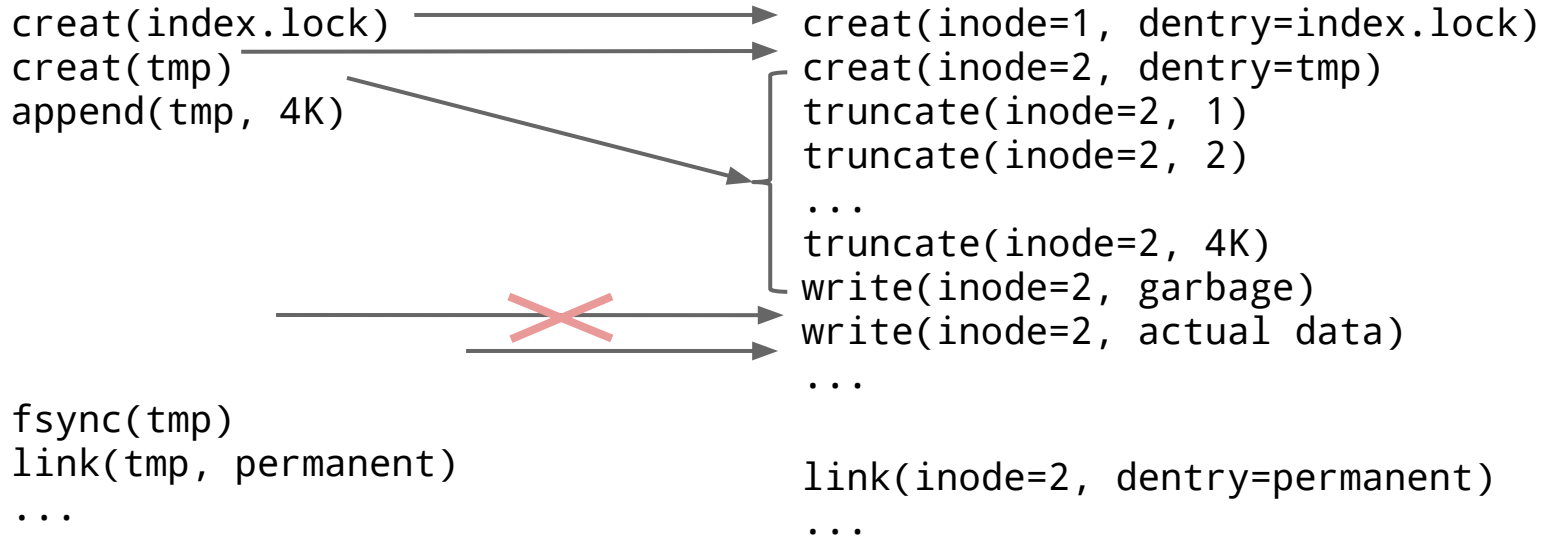 creat(index.lock)
creat(tmp)
append(tmp, 4K)
fsync(tmp)
link(tmp, permanent)
...
creat(inode=1, dentry=index.lock)
creat(inode=2, dentry=tmp)
truncate(inode=2, 1)
truncate(inode=2, 2)
...
truncate(inode=2, 4K)
write(inode=2, garbage)
write(inode=2, actual data)
...
link(inode=2, dentry=permanent)
...